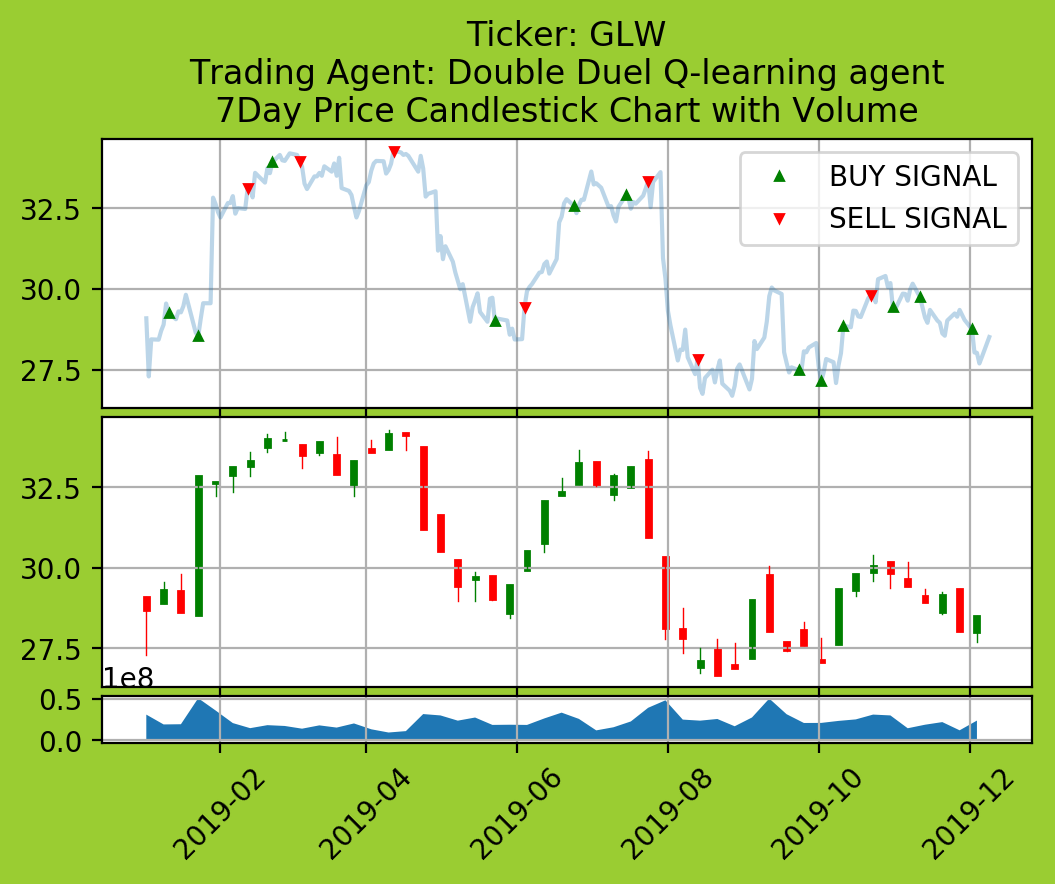 Ticker: GLW
Trading Agent: Double Duel Q-learning agent
7Day Price Candlestick Chart with Volume
BUY SIGNAL
SELL SIGNAL
32.5
30.0
27.5
32.5
30.0
27.5
1e8
0.5
0.0
2019-02
2019-04
2019-06
2019-08
2019-10
2019-12